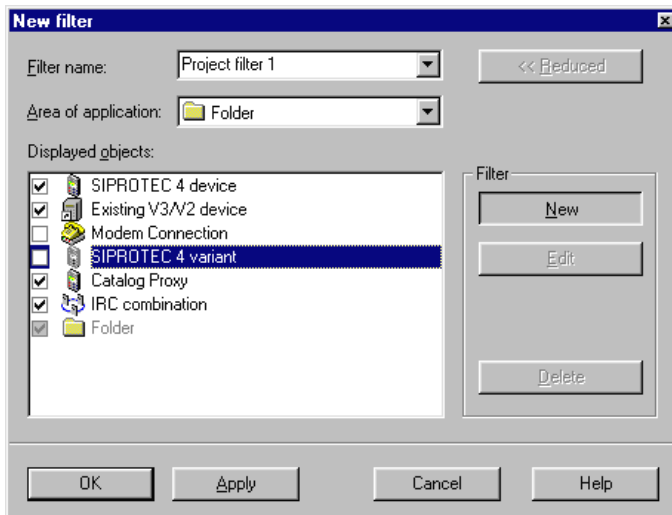 New filter
Filter name: Project filter 1 << Reduced
Area of application: Folder
Displayed objects:
SIPROTEC 4 device
Existing V3/V2 device
Modem Connection
SIPROTEC 4 variant
Catalog Proxy
IRC combination
Folder
Filter
New
Edit
Delete
OK Apply Cancel Help